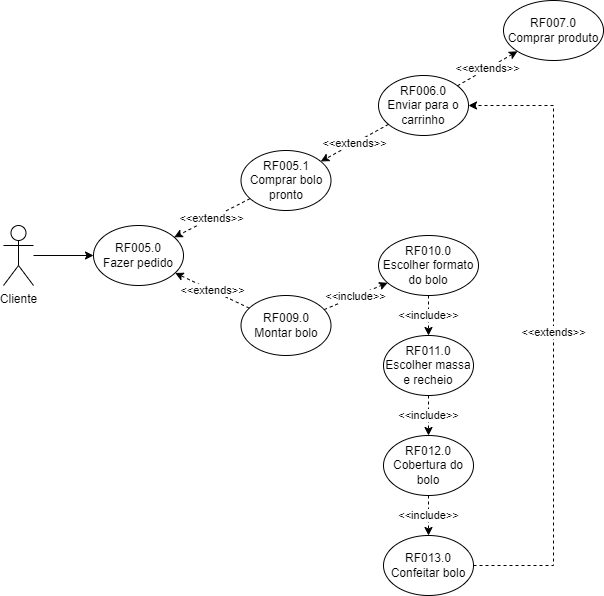 RF007.0
Comprar produto
<<extends>>
RF006.0
Enviar para o
carrinho
<<extends>>
RF005.1
Comprar bolo
pronto
<<extends>>
RF005.0
Fazer pedido
Cliente
<<extends>>
RF009.0
Montar bolo
<<include>>
RF010.0
Escolher formato
do bolo
<<include>>
RF011.0
Escolher massa
e recheio
<<include>>
RF012.0
Cobertura do
bolo
<<include>>
RF013.0
Confeitar bolo
<<extends>>